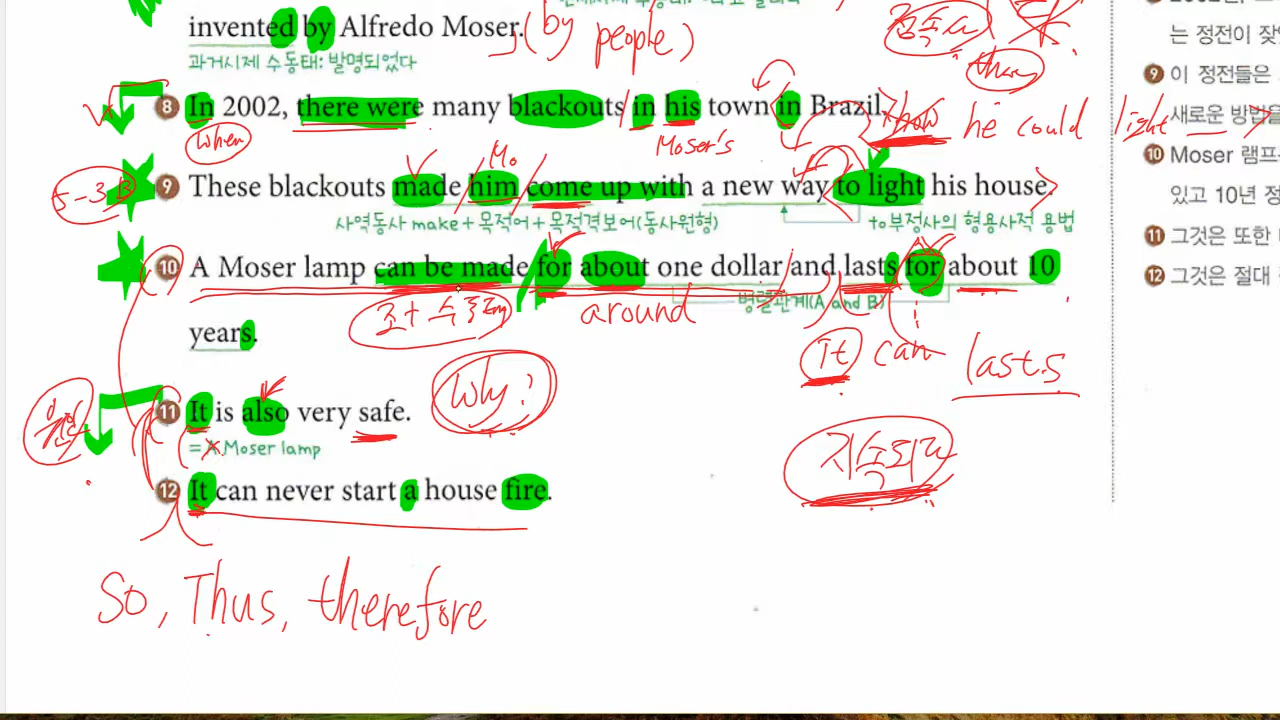 invented by Alfredo Moser.
(by people)
than
과거시제 수동태: 발명되었다
는 정전이 잦
⑧ In 2002, there were many blackouts in his town in Brazil,
when
Moser's
how he could light
⑨ 이 정전들은
새로운 방법을
5-3 B
Mo
⑨ These blackouts made him come up with a new way to light his house
⑩ Moser 램프
있고 10년 정
사역동사 make+목적어+목적격보어(동사원형)
to부정사의 형용사적 용법
⑪ 그것은 또한
⑩ A Moser lamp can be made for about one dollar and lasts for about 10
⑫ 그것은 절대
병렬관계(A and B)
조+수동태
around
years.
It can lasts
Why?
⑪ It is also very safe.
= A Moser lamp
지속되다
⑫ It can never start a house fire.
So, Thus, therefore